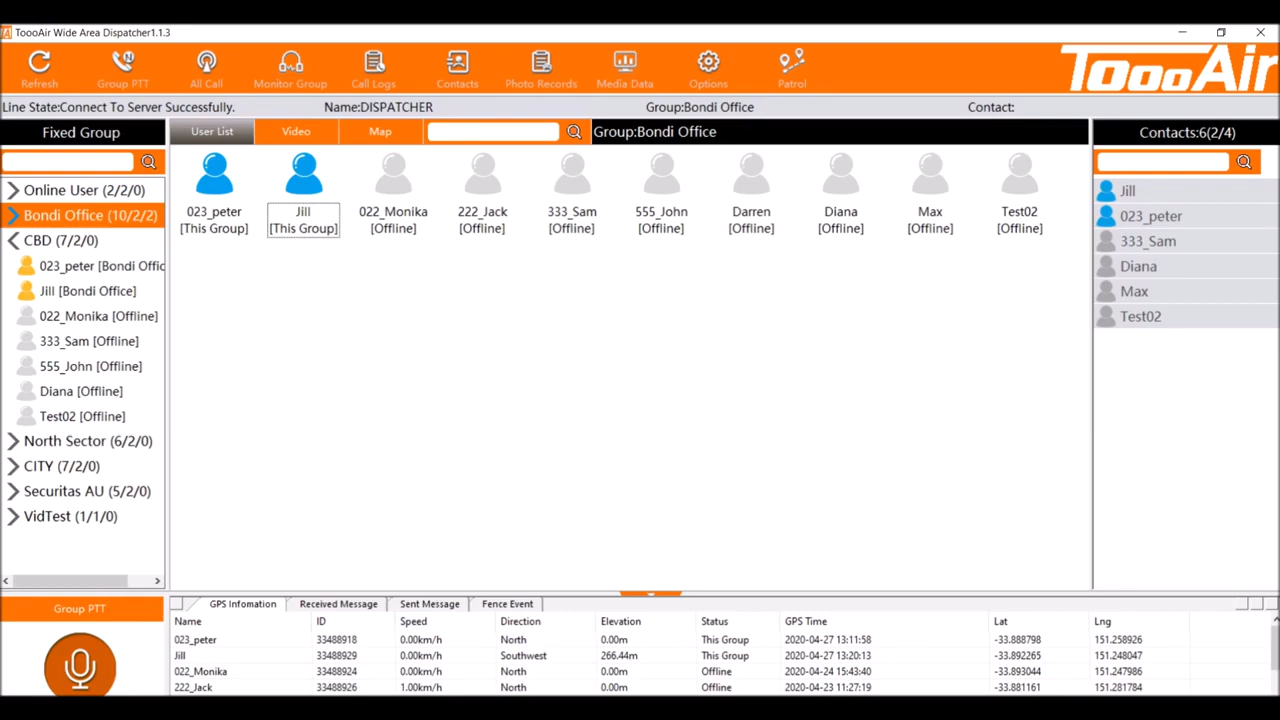 ToooAir Wide Area Dispatcher1.1.3
Refresh Group PTT All Call Monitor Group Call Logs Contacts Photo Records Media Data Options Patrol
ToooAir
Line State:Connect To Server Successfully. Name:DISPATCHER Group:Bondi Office Contact:
Fixed Group User List Video Map Group:Bondi Office Contacts:6(2/4)
Online User (2/2/0)
Bondi Office (10/2/2)
CBD (7/2/0)
023_peter [Bondi Offic
Jill [Bondi Office]
022_Monika [Offline]
333_Sam [Offline]
555_John [Offline]
Diana [Offline]
Test02 [Offline]
North Sector (6/2/0)
CITY (7/2/0)
Securitas AU (5/2/0)
VidTest (1/1/0)
023_peter Jill 022_Monika 222_Jack 333_Sam 555_John Darren Diana Max Test02
[This Group] [This Group] [Offline] [Offline] [Offline] [Offline] [Offline] [Offline] [Offline] [Offline]
Jill
023_peter
333_Sam
Diana
Max
Test02
Group PTT
GPS Infomation Received Message Sent Message Fence Event
Name ID Speed Direction Elevation Status GPS Time Lat Lng
023_peter 33488918 0.00km/h North 0.00m This Group 2020-04-27 13:11:58 -33.888798 151.258926
Jill 33488929 0.00km/h Southwest 266.44m This Group 2020-04-27 13:20:13 -33.892265 151.248047
022_Monika 33488924 0.00km/h North 0.00m Offline 2020-04-24 15:43:40 -33.893044 151.247986
222_Jack 33488926 1.00km/h North 0.00m Offline 2020-04-23 11:27:19 -33.881161 151.281784